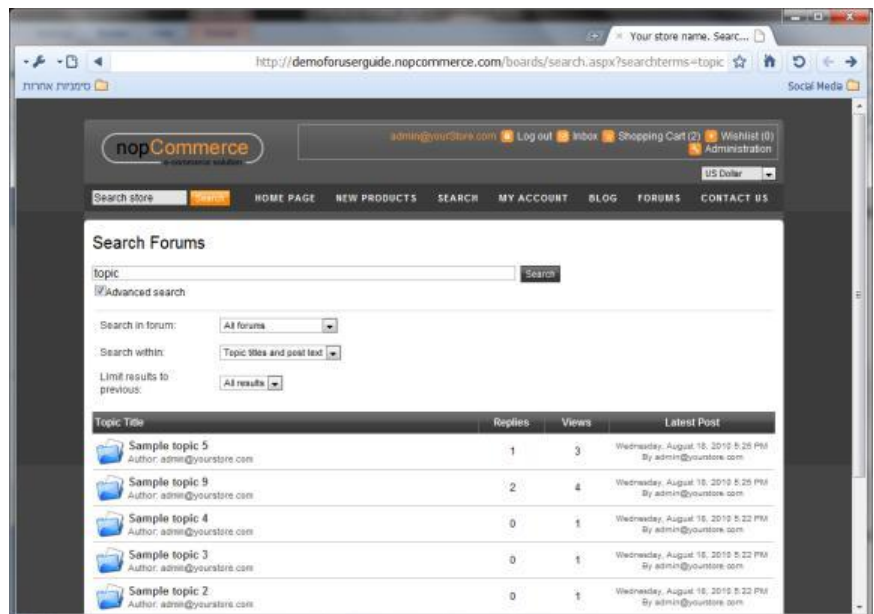 Your store name. Searc...
http://demoforuserguide.nopcommerce.com/boards/search.aspx?searchterms=topic
סימניות אחרות
Social Media
nopCommerce
e-commerce solution
admin@yourStore.com Log out Inbox Shopping Cart (2) Wishlist (0)
Administration
US Dollar
Search store Search HOME PAGE NEW PRODUCTS SEARCH MY ACCOUNT BLOG FORUMS CONTACT US
Search Forums
topic Search
Advanced search
Search in forum: All forums
Search within: Topic titles and post text
Limit results to previous: All results
Topic Title Replies Views Latest Post
Sample topic 5 1 3 Wednesday, August 18, 2010 5:25 PM
Author: admin@yourstore.com By admin@yourstore.com
Sample topic 9 2 4 Wednesday, August 18, 2010 5:25 PM
Author: admin@yourstore.com By admin@yourstore.com
Sample topic 4 0 1 Wednesday, August 18, 2010 5:22 PM
Author: admin@yourstore.com By admin@yourstore.com
Sample topic 3 0 1 Wednesday, August 18, 2010 5:22 PM
Author: admin@yourstore.com By admin@yourstore.com
Sample topic 2 0 1 Wednesday, August 18, 2010 5:22 PM
Author: admin@yourstore.com By admin@yourstore.com